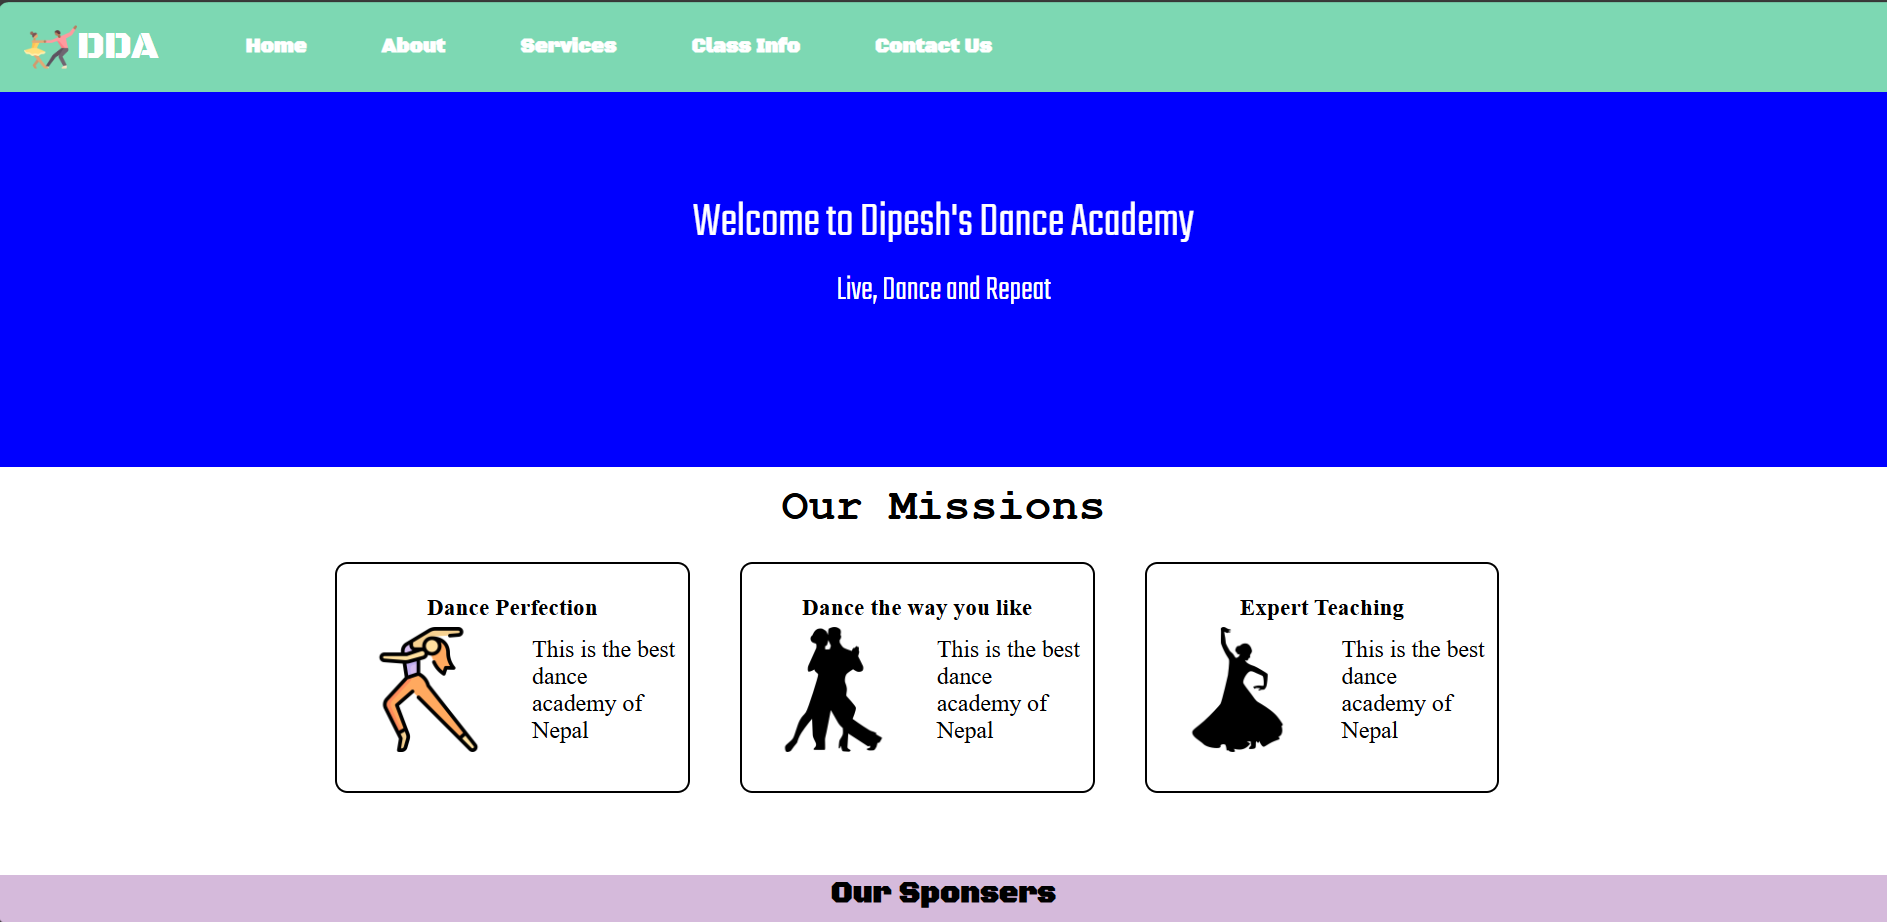 DDA Home About Services Class Info Contact Us
Welcome to Dipesh's Dance Academy
Live, Dance and Repeat
Our Missions
Dance Perfection
This is the best
dance
academy of
Nepal
Dance the way you like
This is the best
dance
academy of
Nepal
Expert Teaching
This is the best
dance
academy of
Nepal
Our Sponsers